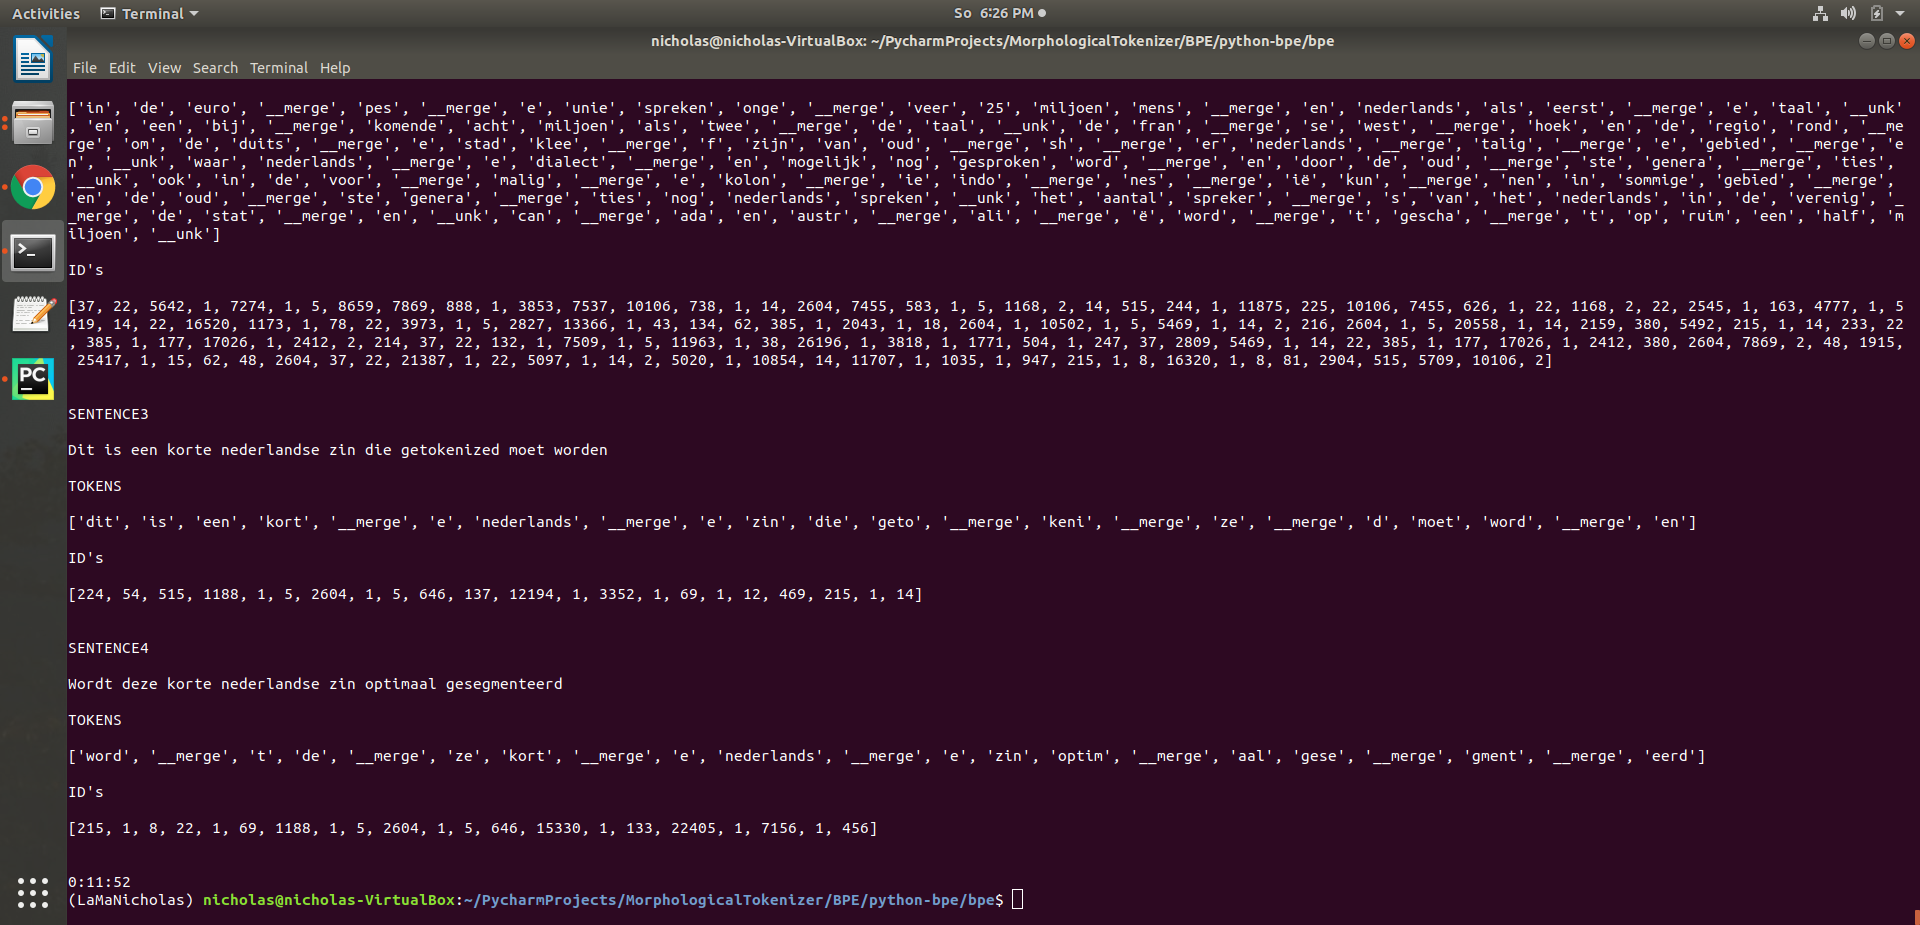 Activities
Terminal
So 6:26 PM
nicholas@nicholas-VirtualBox: ~/PycharmProjects/MorphologicalTokenizer/BPE/python-bpe/bpe
File Edit View Search Terminal Help
['in', 'de', 'euro', '__merge', 'pes', '__merge', 'e', 'unie', 'spreken', 'onge', '__merge', 'veer', '25', 'miljoen', 'mens', '__merge', 'en', 'nederlands', 'als', 'eerst', '__merge', 'e', 'taal', '__unk'
, 'en', 'een', 'bij', '__merge', 'komende', 'acht', 'miljoen', 'als', 'twee', '__merge', 'de', 'taal', '__unk', 'de', 'fran', '__merge', 'se', 'west', '__merge', 'hoek', 'en', 'de', 'regio', 'rond', '__me
rge', 'om', 'de', 'duits', '__merge', 'e', 'stad', 'klee', '__merge', 'f', 'zijn', 'van', 'oud', '__merge', 'sh', '__merge', 'er', 'nederlands', '__merge', 'talig', '__merge', 'e', 'gebied', '__merge', 'e
n', '__unk', 'waar', 'nederlands', '__merge', 'e', 'dialect', '__merge', 'en', 'mogelijk', 'nog', 'gesproken', 'word', '__merge', 'en', 'door', 'de', 'oud', '__merge', 'ste', 'genera', '__merge', 'ties',
'__unk', 'ook', 'in', 'de', 'voor', '__merge', 'malig', '__merge', 'e', 'kolon', '__merge', 'ie', 'indo', '__merge', 'nes', '__merge', 'ië', 'kun', '__merge', 'nen', 'in', 'sommige', 'gebied', '__merge',
'en', 'de', 'oud', '__merge', 'ste', 'genera', '__merge', 'ties', 'nog', 'nederlands', 'spreken', '__unk', 'het', 'aantal', 'spreker', '__merge', 's', 'van', 'het', 'nederlands', 'in', 'de', 'verenig', '_
_merge', 'de', 'stat', '__merge', 'en', '__unk', 'can', '__merge', 'ada', 'en', 'austr', '__merge', 'ali', '__merge', 'ë', 'word', '__merge', 't', 'gescha', '__merge', 't', 'op', 'ruim', 'een', 'half', 'm
iljoen', '__unk']
ID's
[37, 22, 5642, 1, 7274, 1, 5, 8659, 7869, 888, 1, 3853, 7537, 10106, 738, 1, 14, 2604, 7455, 583, 1, 5, 1168, 2, 14, 515, 244, 1, 11875, 225, 10106, 7455, 626, 1, 22, 1168, 2, 22, 2545, 1, 163, 4777, 1, 5
419, 14, 22, 16520, 1173, 1, 78, 22, 3973, 1, 5, 2827, 13366, 1, 43, 134, 62, 385, 1, 2043, 1, 18, 2604, 1, 10502, 1, 5, 5469, 1, 14, 2, 216, 2604, 1, 5, 20558, 1, 14, 2159, 380, 5492, 215, 1, 14, 233, 22
, 385, 1, 177, 17026, 1, 2412, 2, 214, 37, 22, 132, 1, 7509, 1, 5, 11963, 1, 38, 26196, 1, 3818, 1, 1771, 504, 1, 247, 37, 2809, 5469, 1, 14, 22, 385, 1, 177, 17026, 1, 2412, 380, 2604, 7869, 2, 48, 1915,
25417, 1, 15, 62, 48, 2604, 37, 22, 21387, 1, 22, 5097, 1, 14, 2, 5020, 1, 10854, 14, 11707, 1, 1035, 1, 947, 215, 1, 8, 16320, 1, 8, 81, 2904, 515, 5709, 10106, 2]
SENTENCE3
Dit is een korte nederlandse zin die getokenized moet worden
TOKENS
['dit', 'is', 'een', 'kort', '__merge', 'e', 'nederlands', '__merge', 'e', 'zin', 'die', 'geto', '__merge', 'keni', '__merge', 'ze', '__merge', 'd', 'moet', 'word', '__merge', 'en']
ID's
[224, 54, 515, 1188, 1, 5, 2604, 1, 5, 646, 137, 12194, 1, 3352, 1, 69, 1, 12, 469, 215, 1, 14]
SENTENCE4
Wordt deze korte nederlandse zin optimaal gesegmenteerd
TOKENS
['word', '__merge', 't', 'de', '__merge', 'ze', 'kort', '__merge', 'e', 'nederlands', '__merge', 'e', 'zin', 'optim', '__merge', 'aal', 'gese', '__merge', 'gment', '__merge', 'eerd']
ID's
[215, 1, 8, 22, 1, 69, 1188, 1, 5, 2604, 1, 5, 646, 15330, 1, 133, 22405, 1, 7156, 1, 456]
0:11:52
(LaMaNicholas) nicholas@nicholas-VirtualBox:~/PycharmProjects/MorphologicalTokenizer/BPE/python-bpe/bpe$
PC